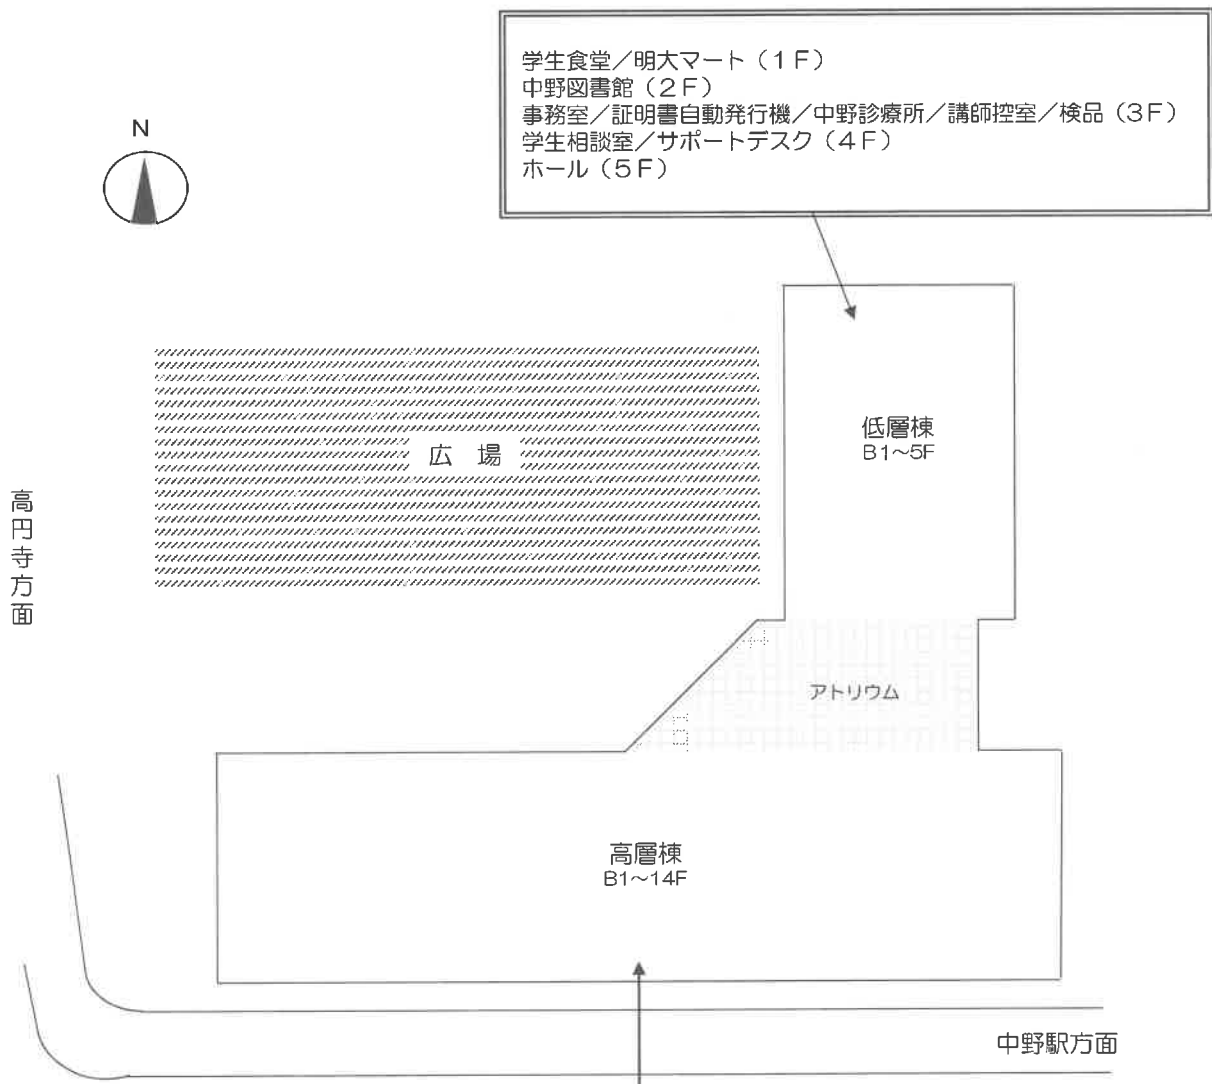 学生食堂／明大マート（１Ｆ）
中野図書館（２Ｆ）
事務室／証明書自動発行機／中野診療所／講師控室／検品（３Ｆ）
学生相談室／サポートデスク（４Ｆ）
ホール（５Ｆ）
N
低層棟
B1～5F
広　場
高円寺方面
アトリウム
高層棟
B1～14F
中野駅方面